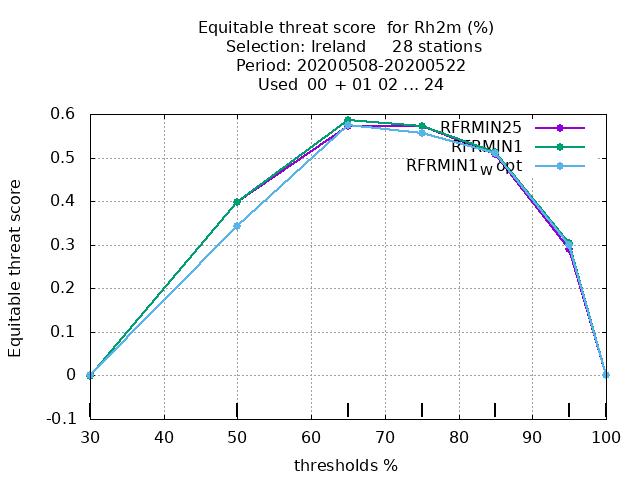 Equitable threat score  for Rh2m (%)
Selection: Ireland     28 stations
Period: 20200508-20200522
Used  00 + 01 02 ... 24
RFRMIN25
RFRMIN1
RFRMIN1W opt
Equitable threat score
0.6
0.5
0.4
0.3
0.2
0.1
0
-0.1
30 40 50 60 70 80 90 100
thresholds %